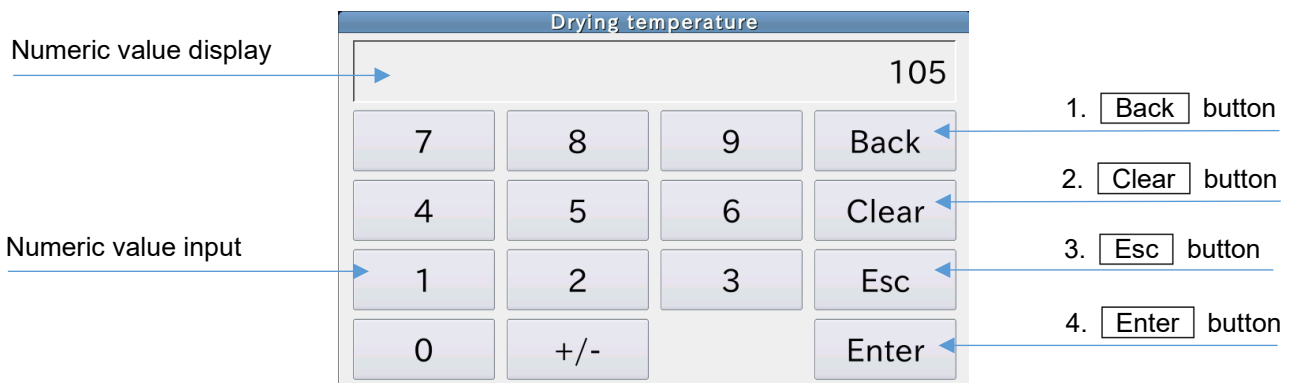 Drying temperature
Numeric value display
105
1. Back button
7 8 9 Back
2. Clear button
4 5 6 Clear
Numeric value input
3. Esc button
1 2 3 Esc
4. Enter button
0 +/- Enter